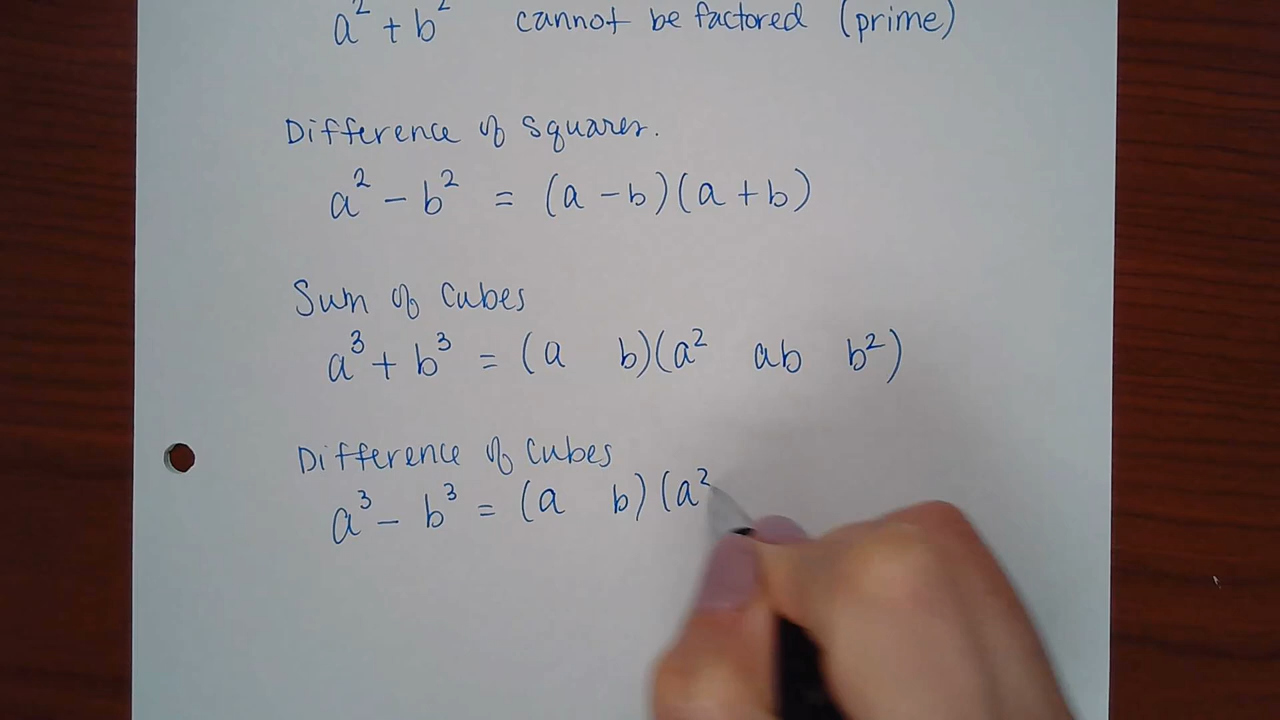 a² + b² cannot be factored (prime)
Difference of squares.
a² - b² = (a - b)(a + b)
Sum of Cubes
a³ + b³ = (a b)(a² ab b²)
Difference of Cubes
a³ - b³ = (a b)(a²